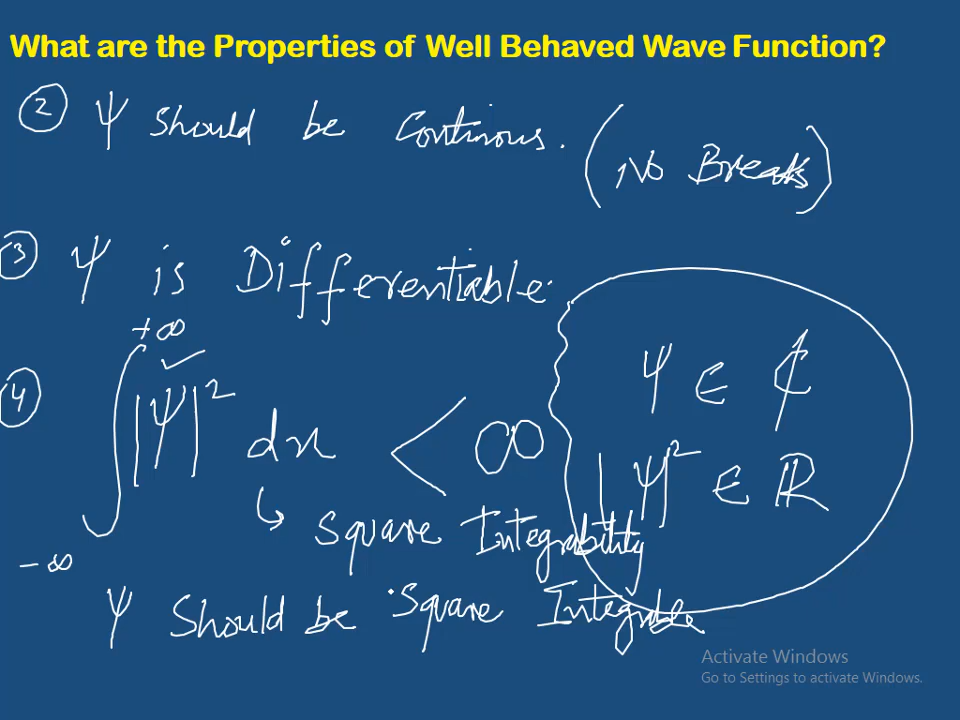 What are the Properties of Well Behaved Wave Function?
② Ψ Should be Continous. (No Breaks)
③ Ψ is Differentiable.
④ ∫_{-∞}^{+∞} |Ψ|² dx < ∞
↳ Square Integrability
Ψ Should be Square Integrable
Ψ ∈ ℂ
|Ψ|² ∈ ℝ
Activate Windows
Go to Settings to activate Windows.